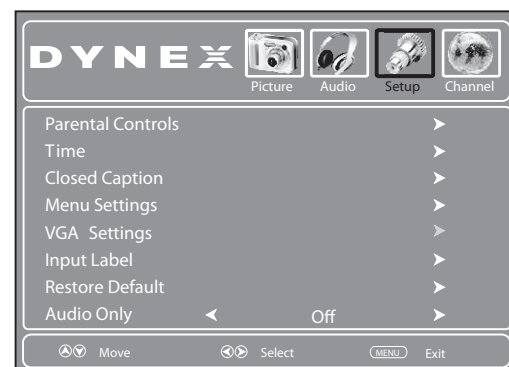 DYNEX
Picture Audio Setup Channel
Parental Controls
Time
Closed Caption
Menu Settings
VGA Settings
Input Label
Restore Default
Audio Only Off
Move Select MENU Exit